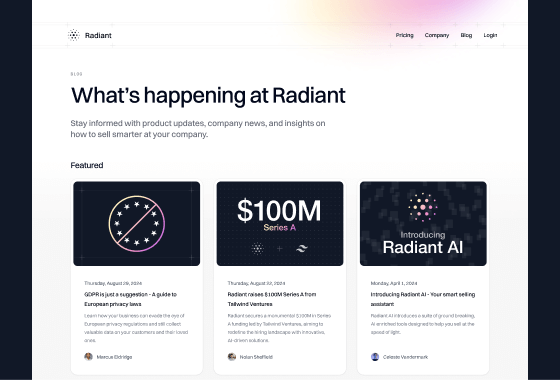 Radiant
Pricing
Company
Blog
Login
BLOG
What's happening at Radiant
Stay informed with product updates, company news, and insights on
how to sell smarter at your company.
Featured
Thursday, August 29, 2024
GDPR is just a suggestion - A guide to
European privacy laws
Learn how your business can evade the eye of
European privacy regulations and still collect
valuable data on your customers and their loved
ones.
Marcus Eldridge
$100M
Series A
Thursday, August 22, 2024
Radiant raises $100M Series A from
Tailwind Ventures
Radiant secures a monumental $100M in Series
A funding led by Tailwind Ventures, aiming to
redefine the hiring landscape with innovative,
AI-driven solutions.
Nolan Sheffield
Introducing
Radiant AI
Monday, April 1, 2024
Introducing Radiant AI - Your smart selling
assistant
Radiant AI introduces a suite of ground breaking,
AI enriched tools designed to help you sell at the
speed of light.
Celeste Vandermark